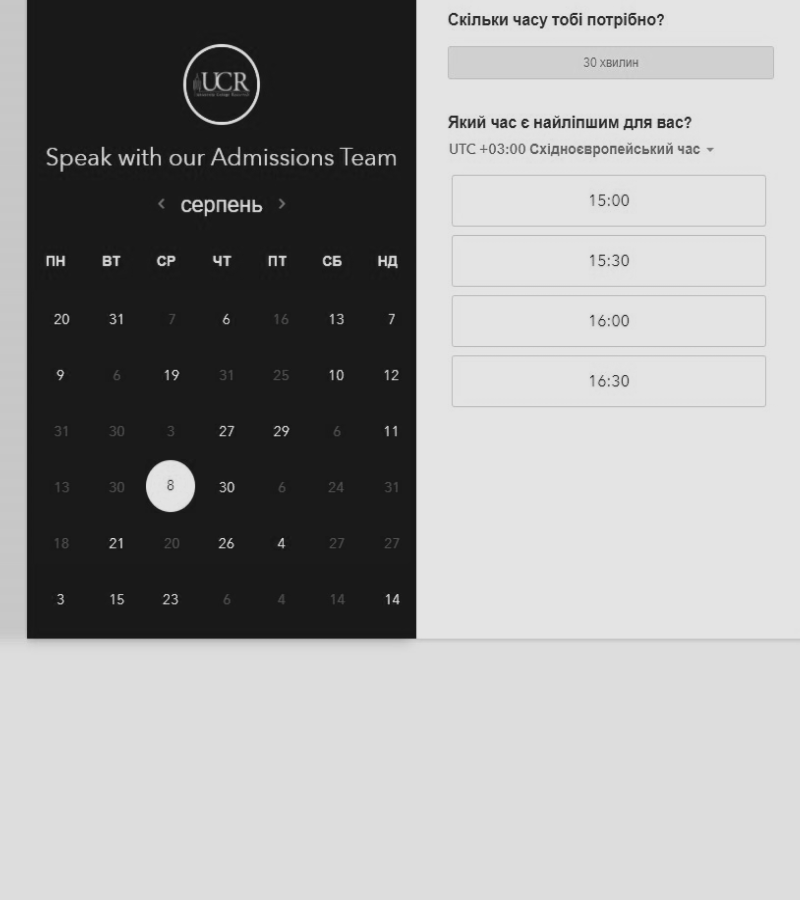 UCR
Speak with our Admissions Team
серпень
ПН ВТ СР ЧТ ПТ СБ НД
20 31 7 6 16 13 7
9 6 19 31 25 10 12
31 30 3 27 29 6 11
13 30 8 30 6 24 31
18 21 20 26 4 27 27
3 15 23 6 4 14 14
Скільки часу тобі потрібно?
30 хвилин
Який час є найліпшим для вас?
UTC +03:00 Східноєвропейський час
15:00
15:30
16:00
16:30